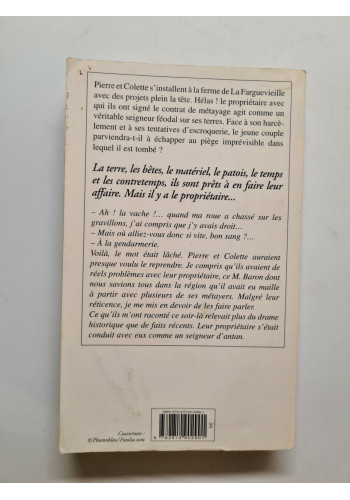 Pierre et Colette s'installent à la ferme de La Farguevieille
avec des projets plein la tête. Hélas ! le propriétaire avec
qui ils ont signé le contrat de métayage agit comme un
véritable seigneur féodal sur ses terres. Face à son harcè-
lement et à ses tentatives d'escroquerie, le jeune couple
parviendra-t-il à échapper au piège imprévisible dans
lequel il est tombé ?
La terre, les bêtes, le matériel, le patois, le temps
et les contretemps, ils sont prêts à en faire leur
affaire. Mais il y a le propriétaire...
– Ah ! la vache !... quand ma roue a chassé sur les
gravillons, j'ai compris que j'y avais droit...
– Mais où alliez-vous donc si vite, bon sang ?...
– À la gendarmerie.
Voilà, le mot était lâché. Pierre et Colette auraient
presque voulu le reprendre. Je compris qu'ils avaient de
réels problèmes avec leur propriétaire, ce M. Baron dont
nous savions tous dans la région qu'il avait eu maille
à partir avec plusieurs de ses métayers. Malgré leur
réticence, je me mis en devoir de les faire parler.
Ce qu'ils m'ont raconté ce soir-là relevait plus du drame
historique que de faits récents. Leur propriétaire s'était
conduit avec eux comme un seigneur d'antan.
Couverture :